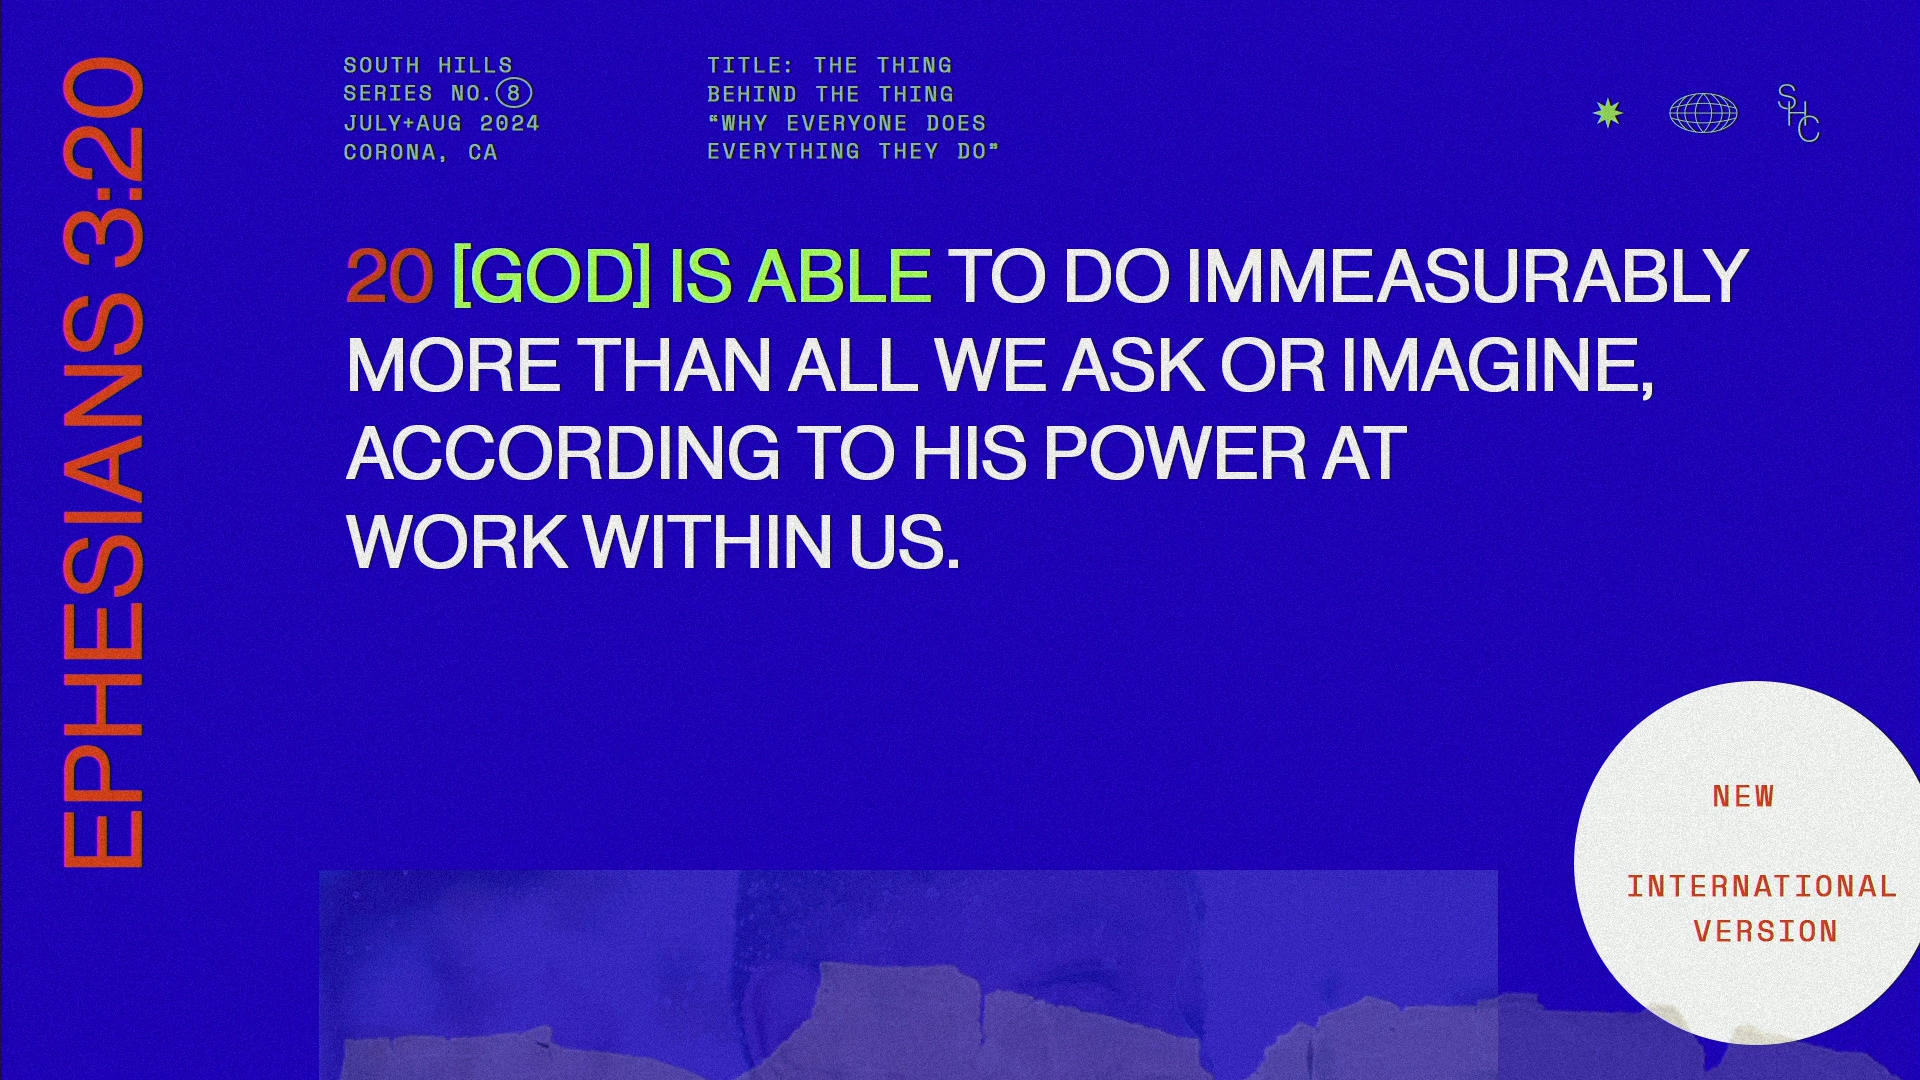 EPHESIANS 3:20
SOUTH HILLS
SERIES NO. 8
JULY+AUG 2024
CORONA, CA
TITLE: THE THING
BEHIND THE THING
“WHY EVERYONE DOES
EVERYTHING THEY DO”
SHC
20 [GOD] IS ABLE TO DO IMMEASURABLY
MORE THAN ALL WE ASK OR IMAGINE,
ACCORDING TO HIS POWER AT
WORK WITHIN US.
NEW
INTERNATIONAL
VERSION